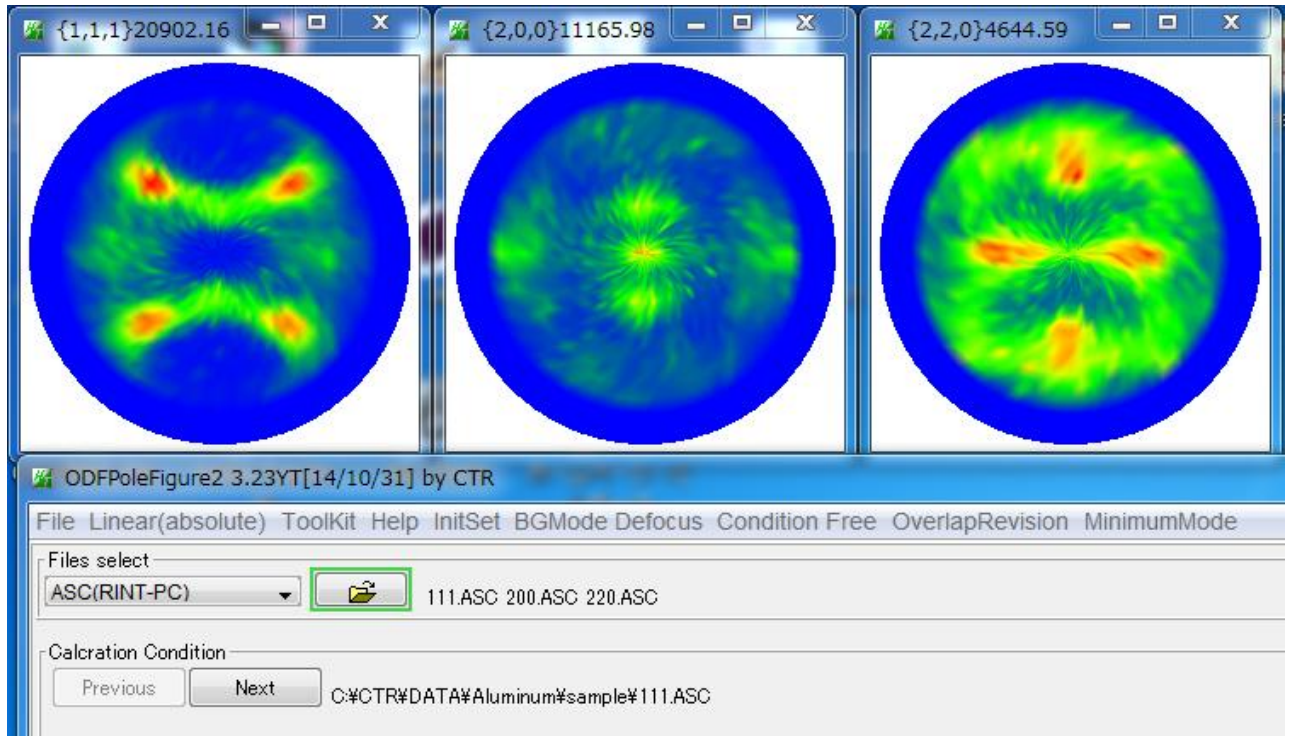 {1,1,1}20902.16
{2,0,0}11165.98
{2,2,0}4644.59
ODFPoleFigure2 3.23YT[14/10/31] by CTR
File Linear(absolute) ToolKit Help InitSet BGMode Defocus Condition Free OverlapRevision MinimumMode
Files select
ASC(RINT-PC)
111.ASC 200.ASC 220.ASC
Calcration Condition
Previous Next C:¥CTR¥DATA¥Aluminum¥sample¥111.ASC